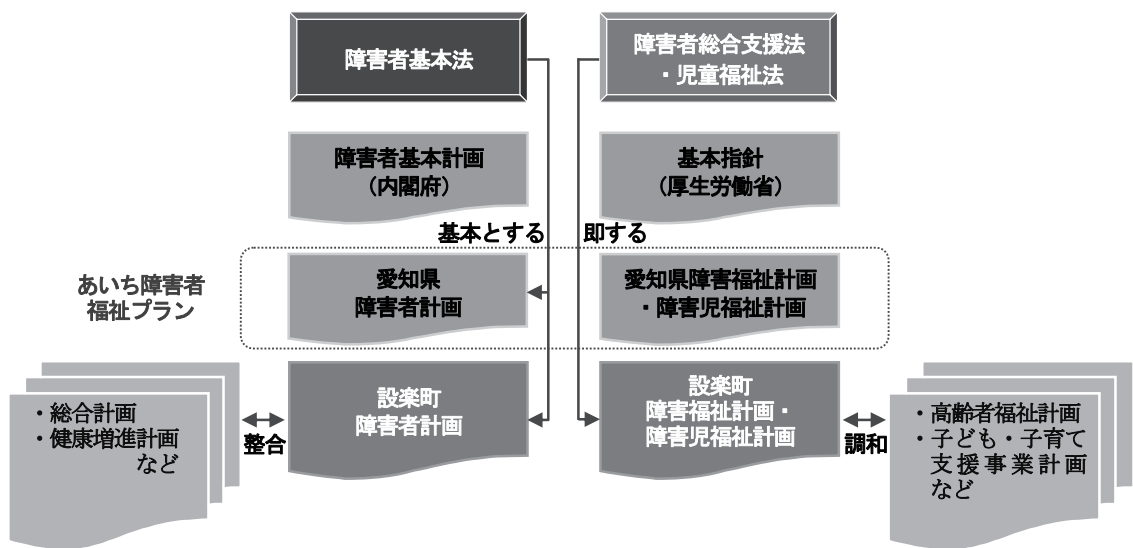 障害者基本法
障害者総合支援法
・児童福祉法
障害者基本計画
（内閣府）
基本指針
（厚生労働省）
基本とする
即する
あいち障害者
福祉プラン
愛知県
障害者計画
愛知県障害福祉計画
・障害児福祉計画
・総合計画
・健康増進計画
など
整合
設楽町
障害者計画
設楽町
障害福祉計画・
障害児福祉計画
調和
・高齢者福祉計画
・子ども・子育て
支援事業計画
など